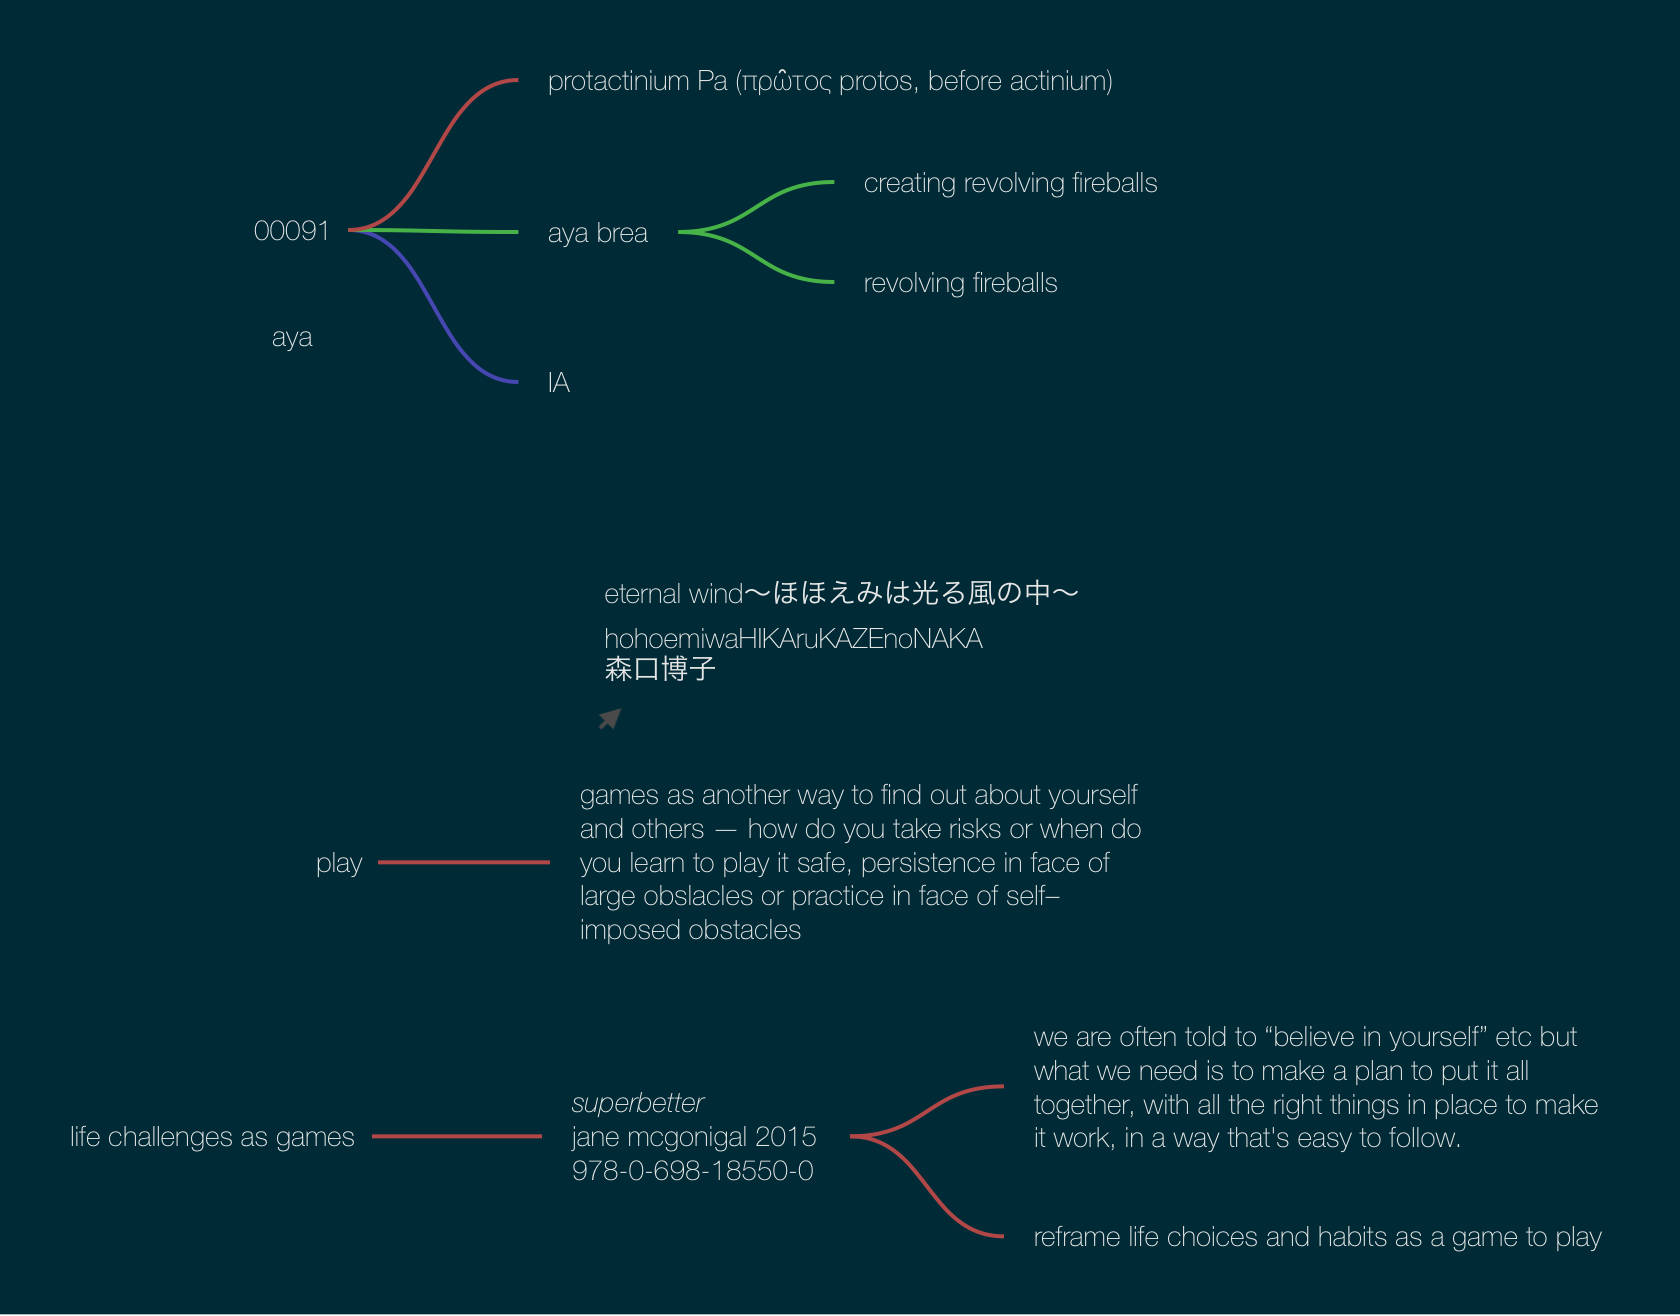 protactinium Pa (πρῶτος protos, before actinium)
creating revolving fireballs
00091
aya brea
revolving fireballs
aya
IA
eternal wind〜ほほえみは光る風の中〜
hohoemiwaHIKAruKAZEnoNAKA
森口博子
games as another way to find out about yourself
and others — how do you take risks or when do
play
you learn to play it safe, persistence in face of
large obslacles or practice in face of self–
imposed obstacles
we are often told to “believe in yourself” etc but
what we need is to make a plan to put it all
together, with all the right things in place to make
it work, in a way that's easy to follow.
life challenges as games
superbetter
jane mcgonigal 2015
978-0-698-18550-0
reframe life choices and habits as a game to play